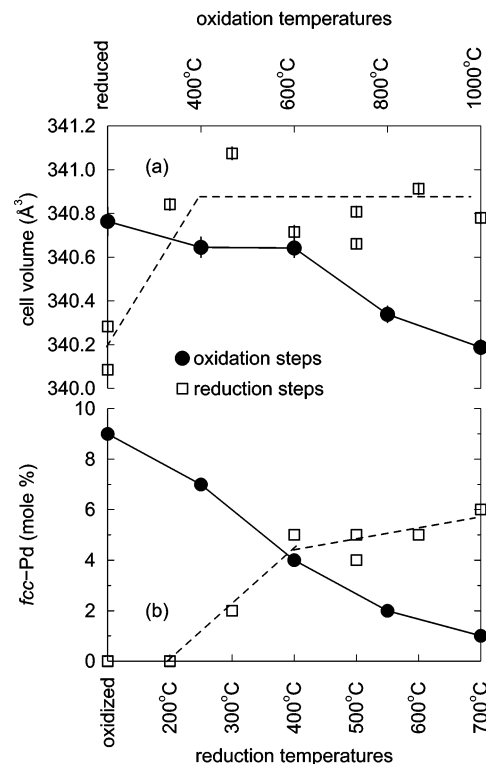 oxidation temperatures
reduced
400°C
600°C
800°C
1000°C
341.2
341.0
340.8
340.6
340.4
340.2
340.0
cell volume (Å³)
(a)
oxidation steps
reduction steps
10
8
6
4
2
0
fcc−Pd (mole %)
(b)
oxidized
200°C
300°C
400°C
500°C
600°C
700°C
reduction temperatures